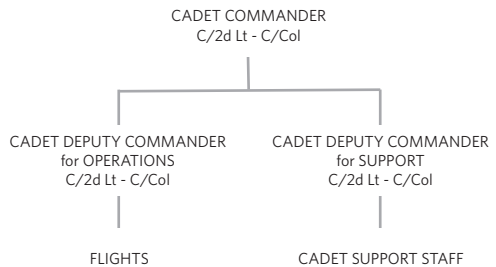 CADET COMMANDER
C/2d Lt - C/Col
CADET DEPUTY COMMANDER
for OPERATIONS
C/2d Lt - C/Col
CADET DEPUTY COMMANDER
for SUPPORT
C/2d Lt - C/Col
FLIGHTS
CADET SUPPORT STAFF